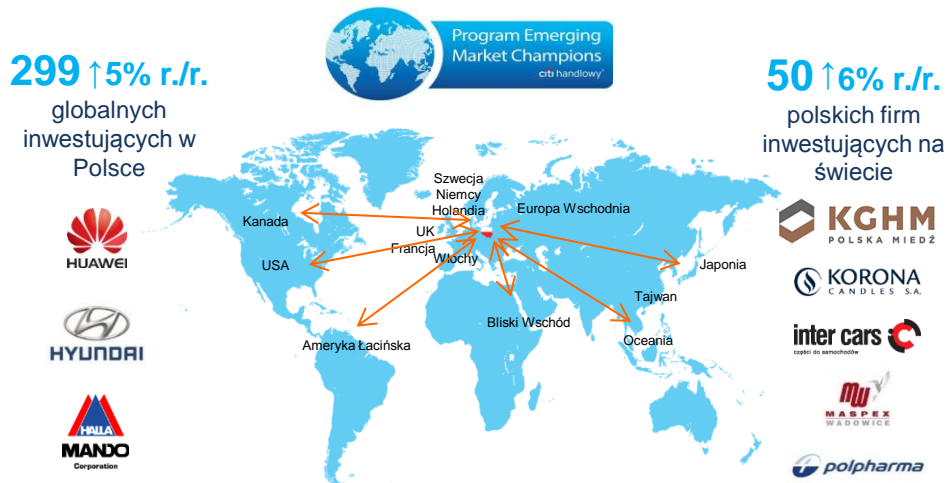 Program Emerging
Market Champions
citi handlowy
299 ↑5% r./r.
globalnych
inwestujących w
Polsce
HUAWEI
HYUNDAI
HALLA
MANDO
Corporation
Szwecja
Niemcy
Holandia
Kanada
UK
Francja
Włochy
USA
Europa Wschodnia
Japonia
Tajwan
Bliski Wschód
Oceania
Ameryka Łacińska
50 ↑6% r./r.
polskich firm
inwestujących na
świecie
KGHM
POLSKA MIEDŹ
KORONA
CANDLES S.A.
inter cars
części do samochodów
MW
MASPEX
WADOWICE
polpharma